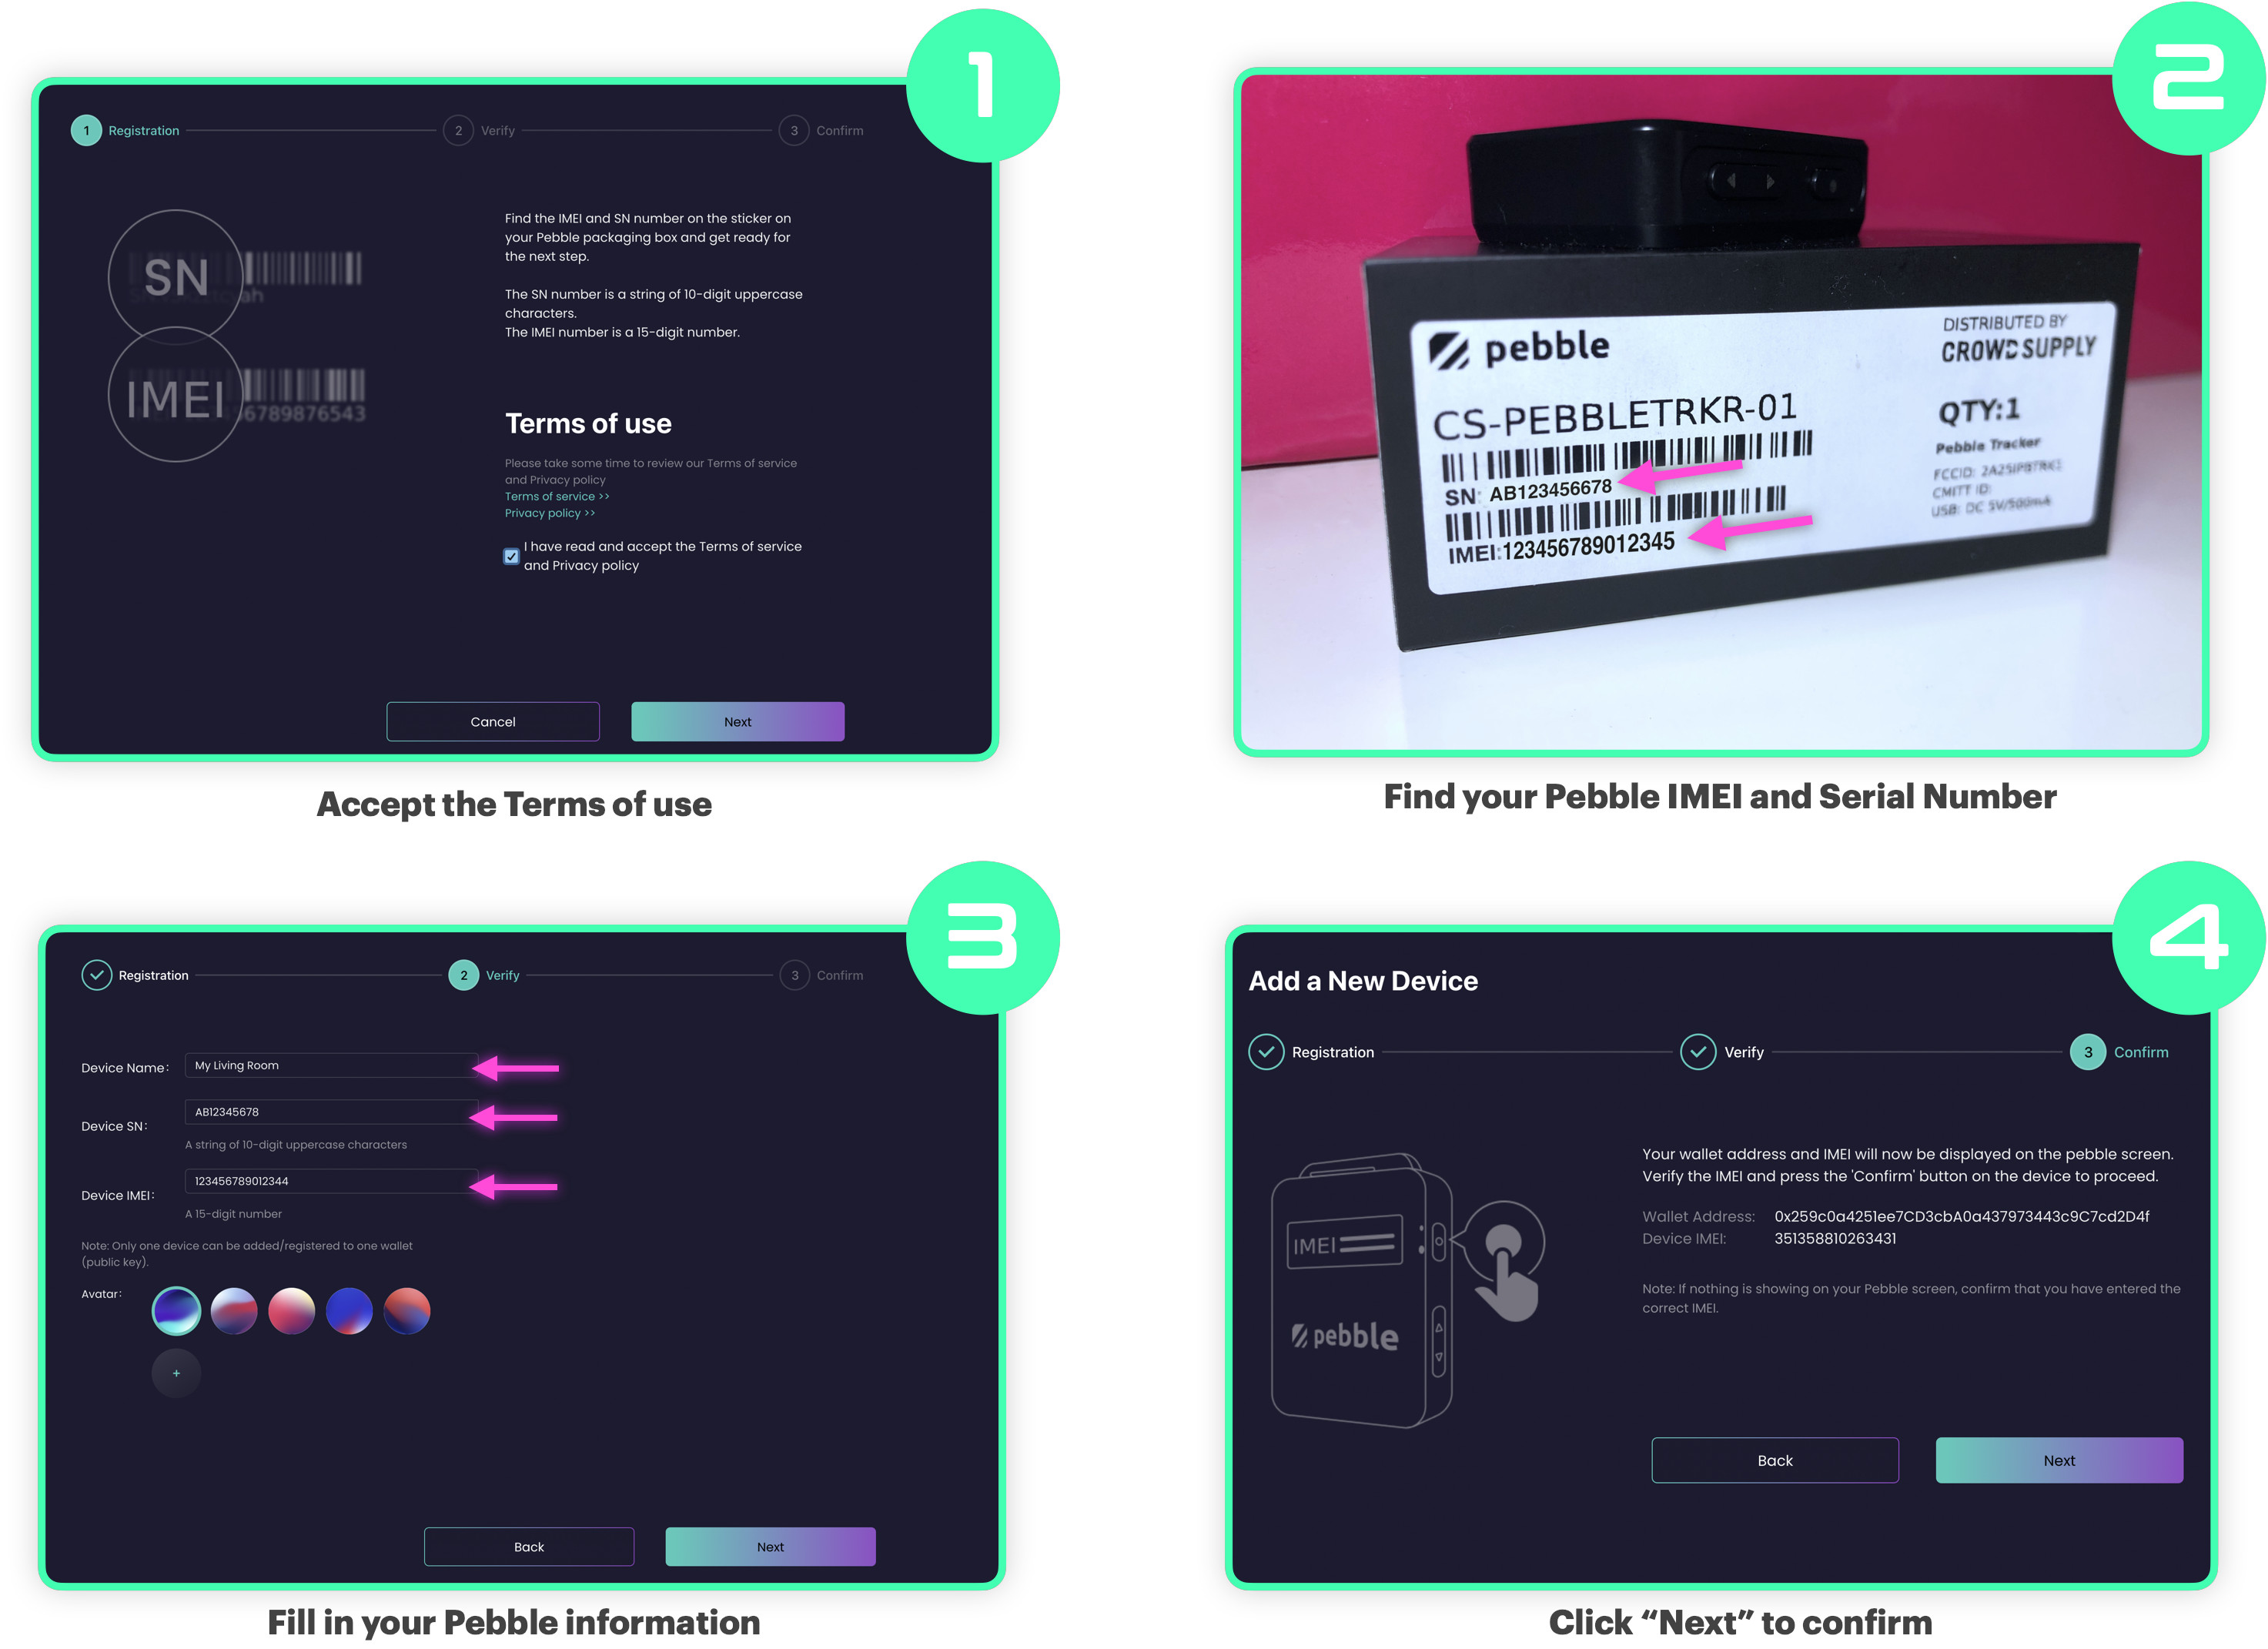 1
1 Registration 2 Verify 3 Confirm
SN
IMEI
6789876543
Find the IMEI and SN number on the sticker on
your Pebble packaging box and get ready for
the next step.
The SN number is a string of 10-digit uppercase
characters.
The IMEI number is a 15-digit number.
Terms of use
Please take some time to review our Terms of service
and Privacy policy
Terms of service >>
Privacy policy >>
I have read and accept the Terms of service
and Privacy policy
Cancel Next
Accept the Terms of use
2
pebble
DISTRIBUTED BY
CROWD SUPPLY
CS-PEBBLETRKR-01
QTY:1
Pebble Tracker
SN: AB123456678
CMITT ID:
USB: DC 5V/500mA
IMEI:123456789012345
Find your Pebble IMEI and Serial Number
3
Registration 2 Verify 3 Confirm
Device Name: My Living Room
Device SN: AB12345678
A string of 10-digit uppercase characters
Device IMEI: 123456789012344
A 15-digit number
Note: Only one device can be added/registered to one wallet
(public key).
Avatar:
+
Back Next
Fill in your Pebble information
4
Add a New Device
Registration Verify 3 Confirm
IMEI
pebble
Your wallet address and IMEI will now be displayed on the pebble screen.
Verify the IMEI and press the 'Confirm' button on the device to proceed.
Wallet Address: 0x259c0a4251ee7CD3cbA0a437973443c9C7cd2D4f
Device IMEI: 351358810263431
Note: If nothing is showing on your Pebble screen, confirm that you have entered the
correct IMEI.
Back Next
Click “Next” to confirm